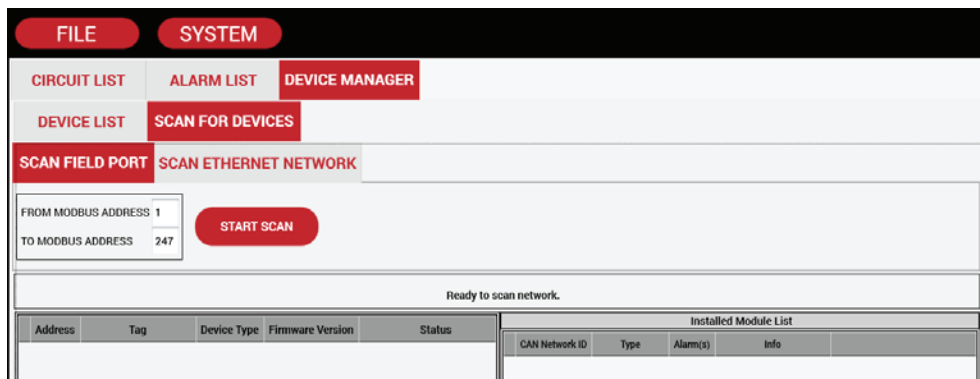 FILE SYSTEM
CIRCUIT LIST ALARM LIST DEVICE MANAGER
DEVICE LIST SCAN FOR DEVICES
SCAN FIELD PORT SCAN ETHERNET NETWORK
FROM MODBUS ADDRESS 1
TO MODBUS ADDRESS 247
START SCAN
Ready to scan network.
Address Tag Device Type Firmware Version Status
Installed Module List
CAN Network ID Type Alarm(s) Info